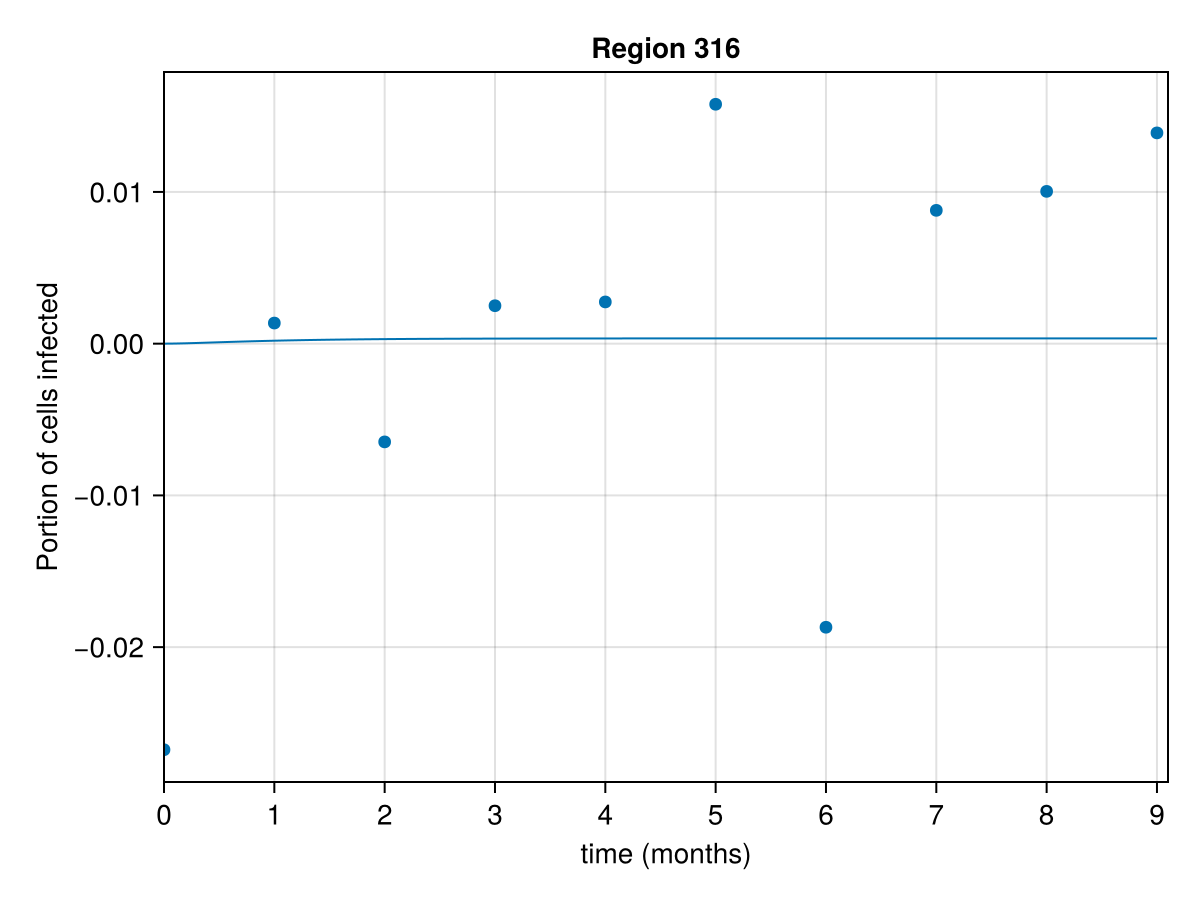 Region 316
Portion of cells infected
0.01
0.00
−0.01
−0.02
0 1 2 3 4 5 6 7 8 9
time (months)